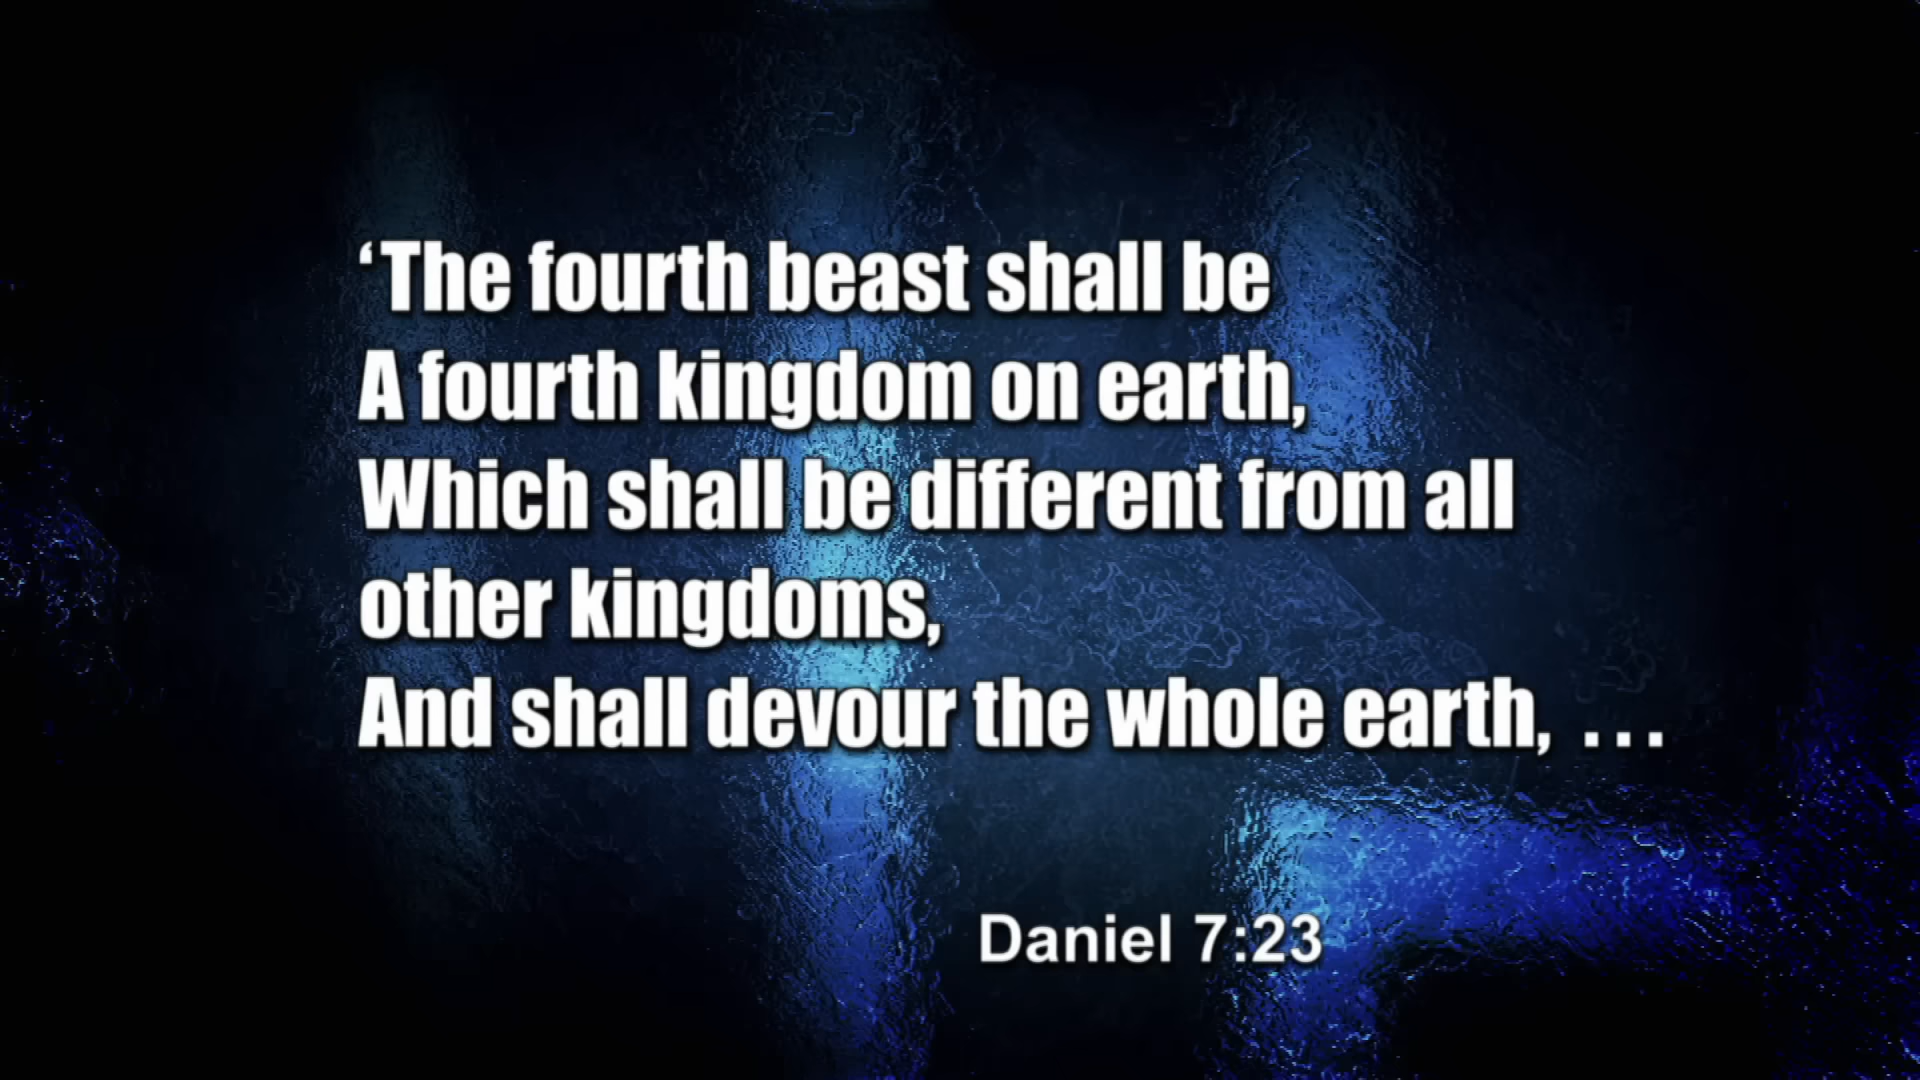 ‘The fourth beast shall be
A fourth kingdom on earth,
Which shall be different from all
other kingdoms,
And shall devour the whole earth, ...
Daniel 7:23